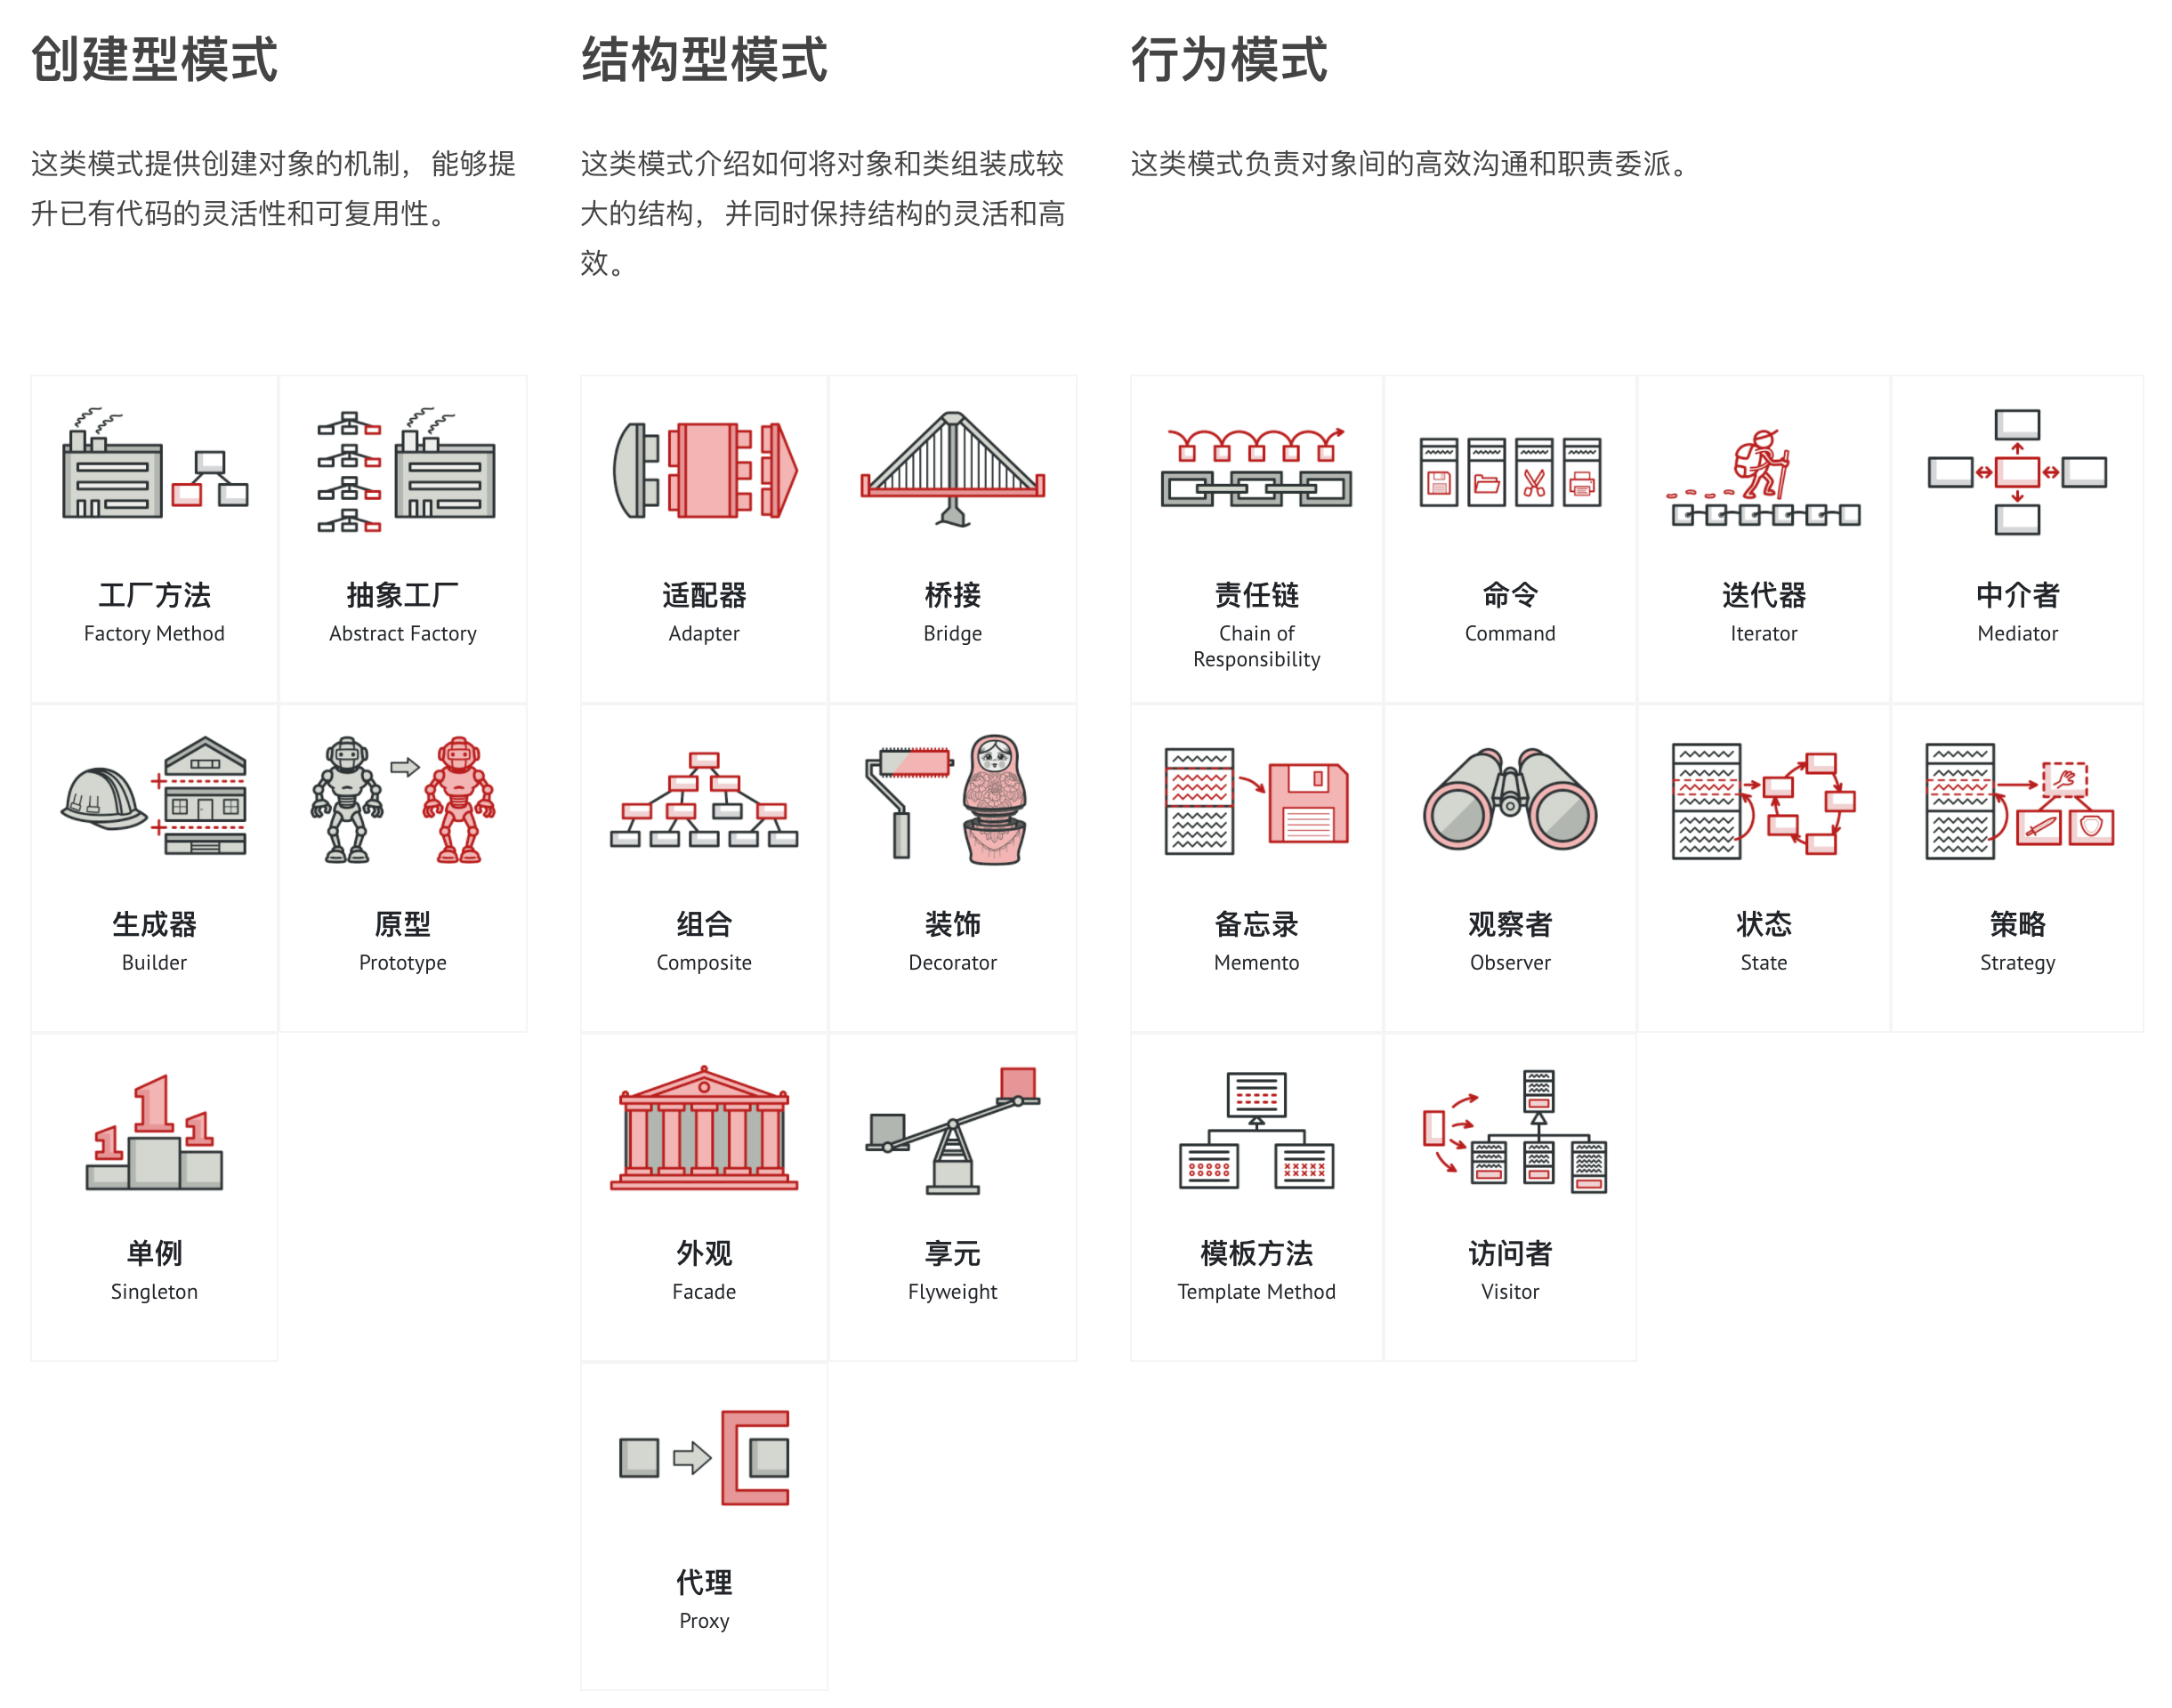 创建型模式
这类模式提供创建对象的机制，能够提
升已有代码的灵活性和可复用性。
工厂方法
Factory Method
抽象工厂
Abstract Factory
生成器
Builder
原型
Prototype
1
1
1
单例
Singleton
结构型模式
这类模式介绍如何将对象和类组装成较
大的结构，并同时保持结构的灵活和高
效。
适配器
Adapter
桥接
Bridge
组合
Composite
装饰
Decorator
外观
Facade
享元
Flyweight
代理
Proxy
行为模式
这类模式负责对象间的高效沟通和职责委派。
责任链
Chain of
Responsibility
命令
Command
迭代器
Iterator
中介者
Mediator
备忘录
Memento
观察者
Observer
状态
State
策略
Strategy
模板方法
Template Method
访问者
Visitor